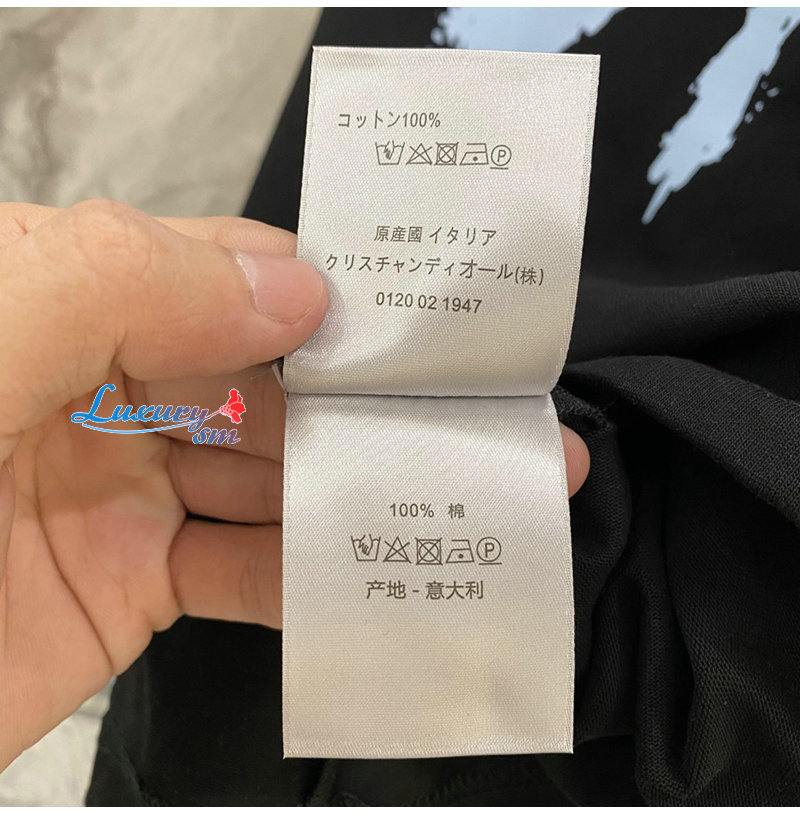 コットン100%
原産國 イタリア
クリスチャンディオール(株)
0120 02 1947
Luxury
sm
100% 棉
产地 - 意大利